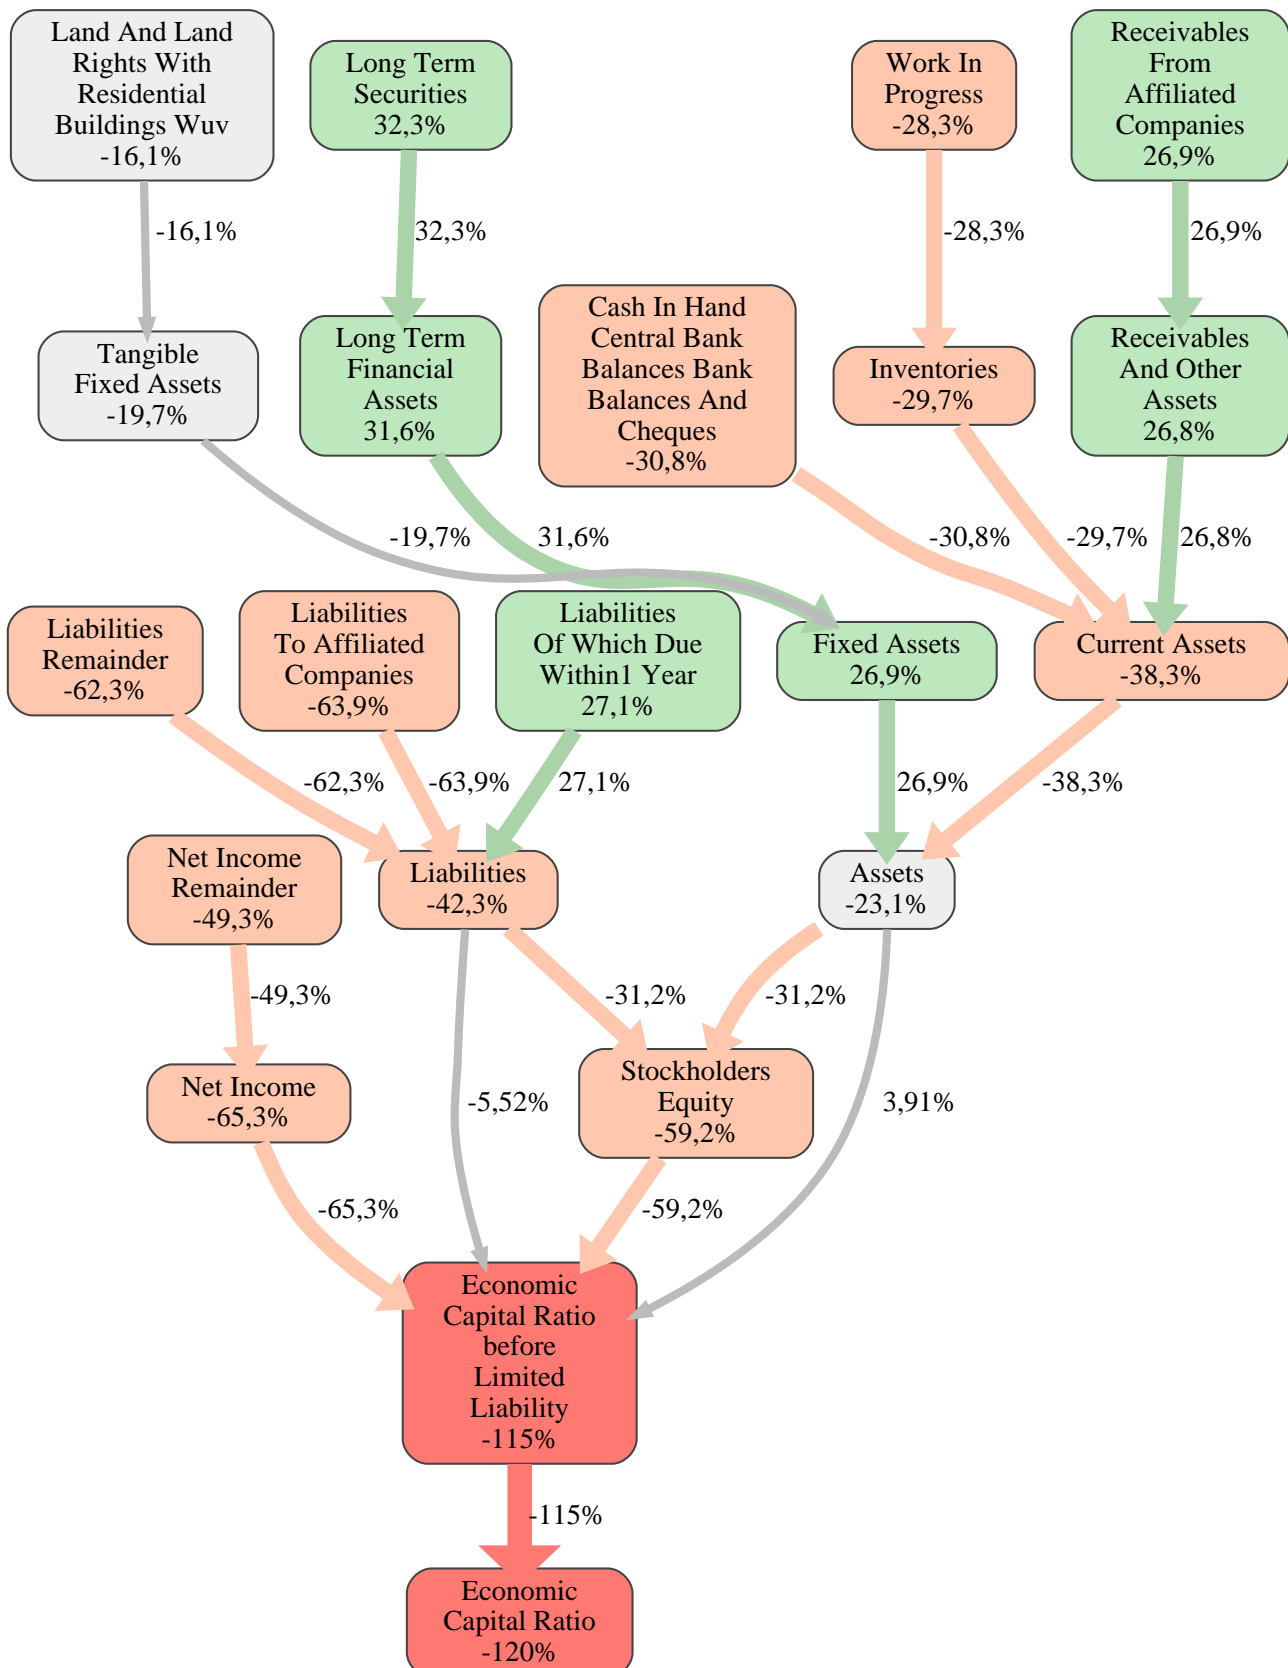 Land And Land
Rights With
Residential
Buildings Wuv
-16,1%
Long Term
Securities
32,3%
Work In
Progress
-28,3%
Receivables
From
Affiliated
Companies
26,9%
-16,1%
32,3%
-28,3%
26,9%
Tangible
Fixed Assets
-19,7%
Long Term
Financial
Assets
31,6%
Cash In Hand
Central Bank
Balances Bank
Balances And
Cheques
-30,8%
Inventories
-29,7%
Receivables
And Other
Assets
26,8%
-19,7%
31,6%
-30,8%
-29,7%
26,8%
Liabilities
Remainder
-62,3%
Liabilities
To Affiliated
Companies
-63,9%
Liabilities
Of Which Due
Within1 Year
27,1%
Fixed Assets
26,9%
Current Assets
-38,3%
-62,3%
-63,9%
27,1%
26,9%
-38,3%
Net Income
Remainder
-49,3%
Liabilities
-42,3%
Assets
-23,1%
-49,3%
-31,2%
-31,2%
Net Income
-65,3%
-5,52%
Stockholders
Equity
-59,2%
3,91%
-65,3%
-59,2%
Economic
Capital Ratio
before
Limited
Liability
-115%
-115%
Economic
Capital Ratio
-120%